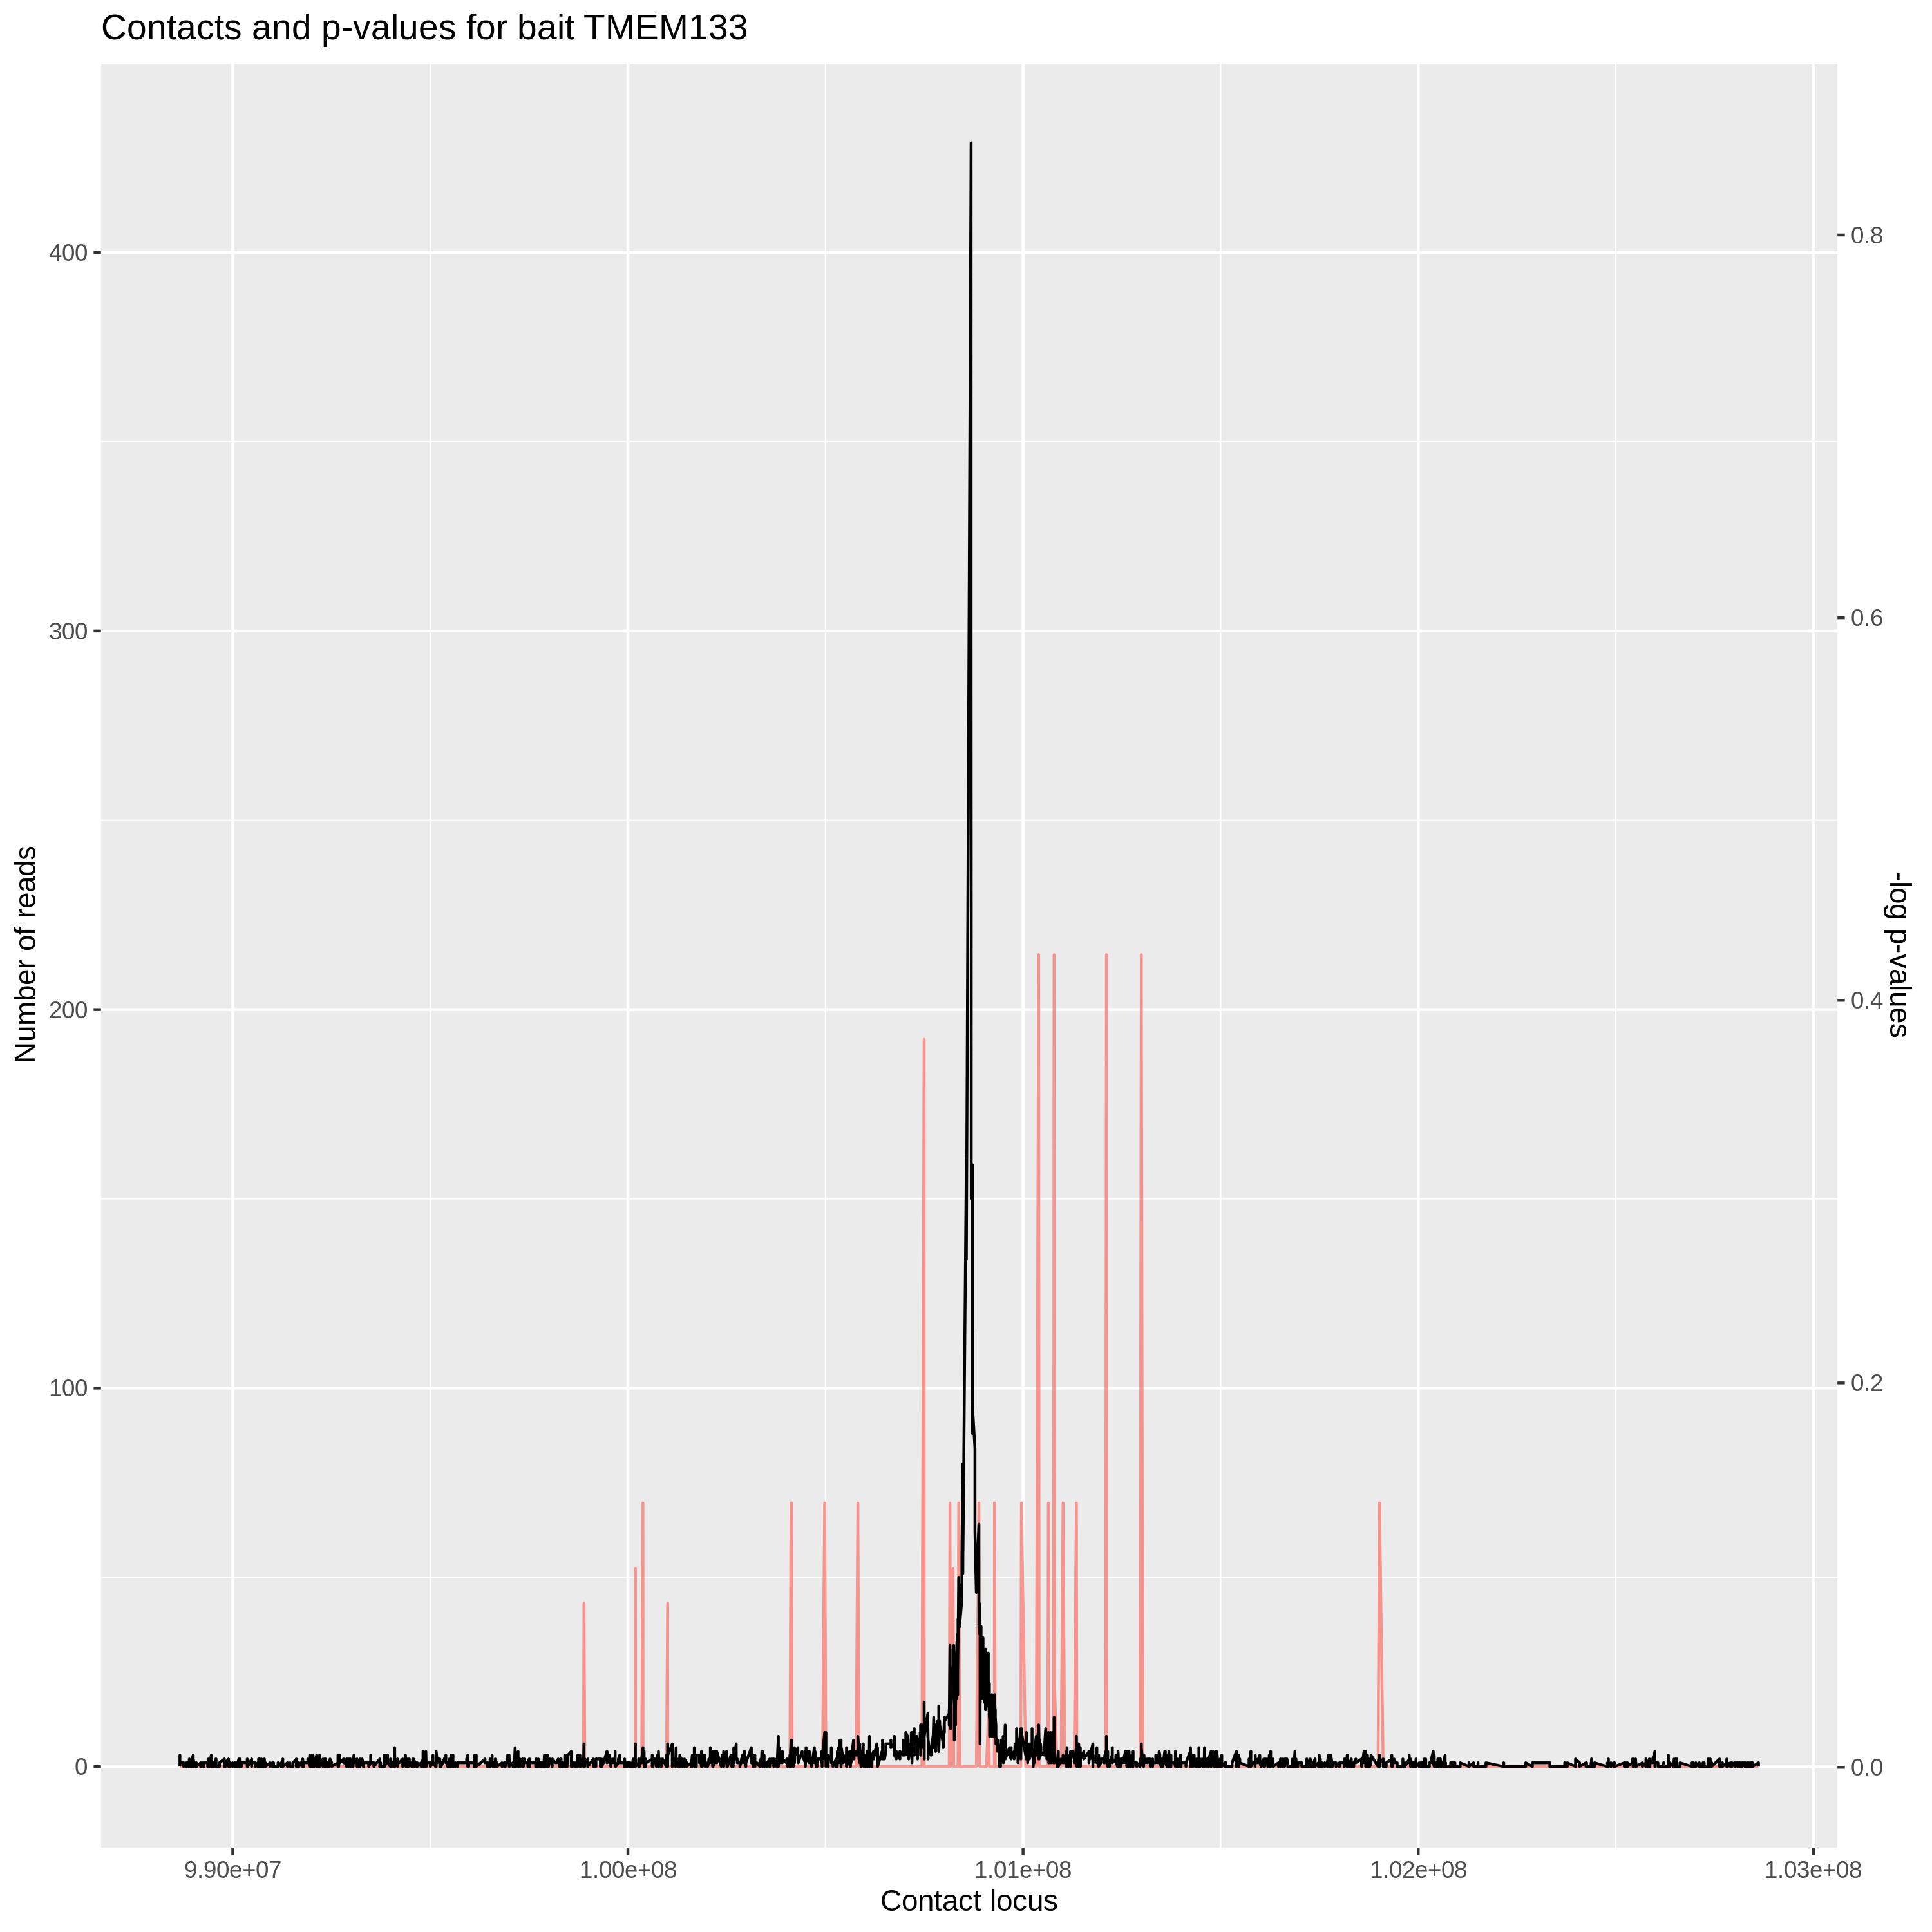 Contacts and p-values for bait TMEM133
Number of reads
400
300
200
100
0
0.8
0.6
0.4
0.2
0.0
-log p-values
9.90e+07 1.00e+08 1.01e+08 1.02e+08 1.03e+08
Contact locus